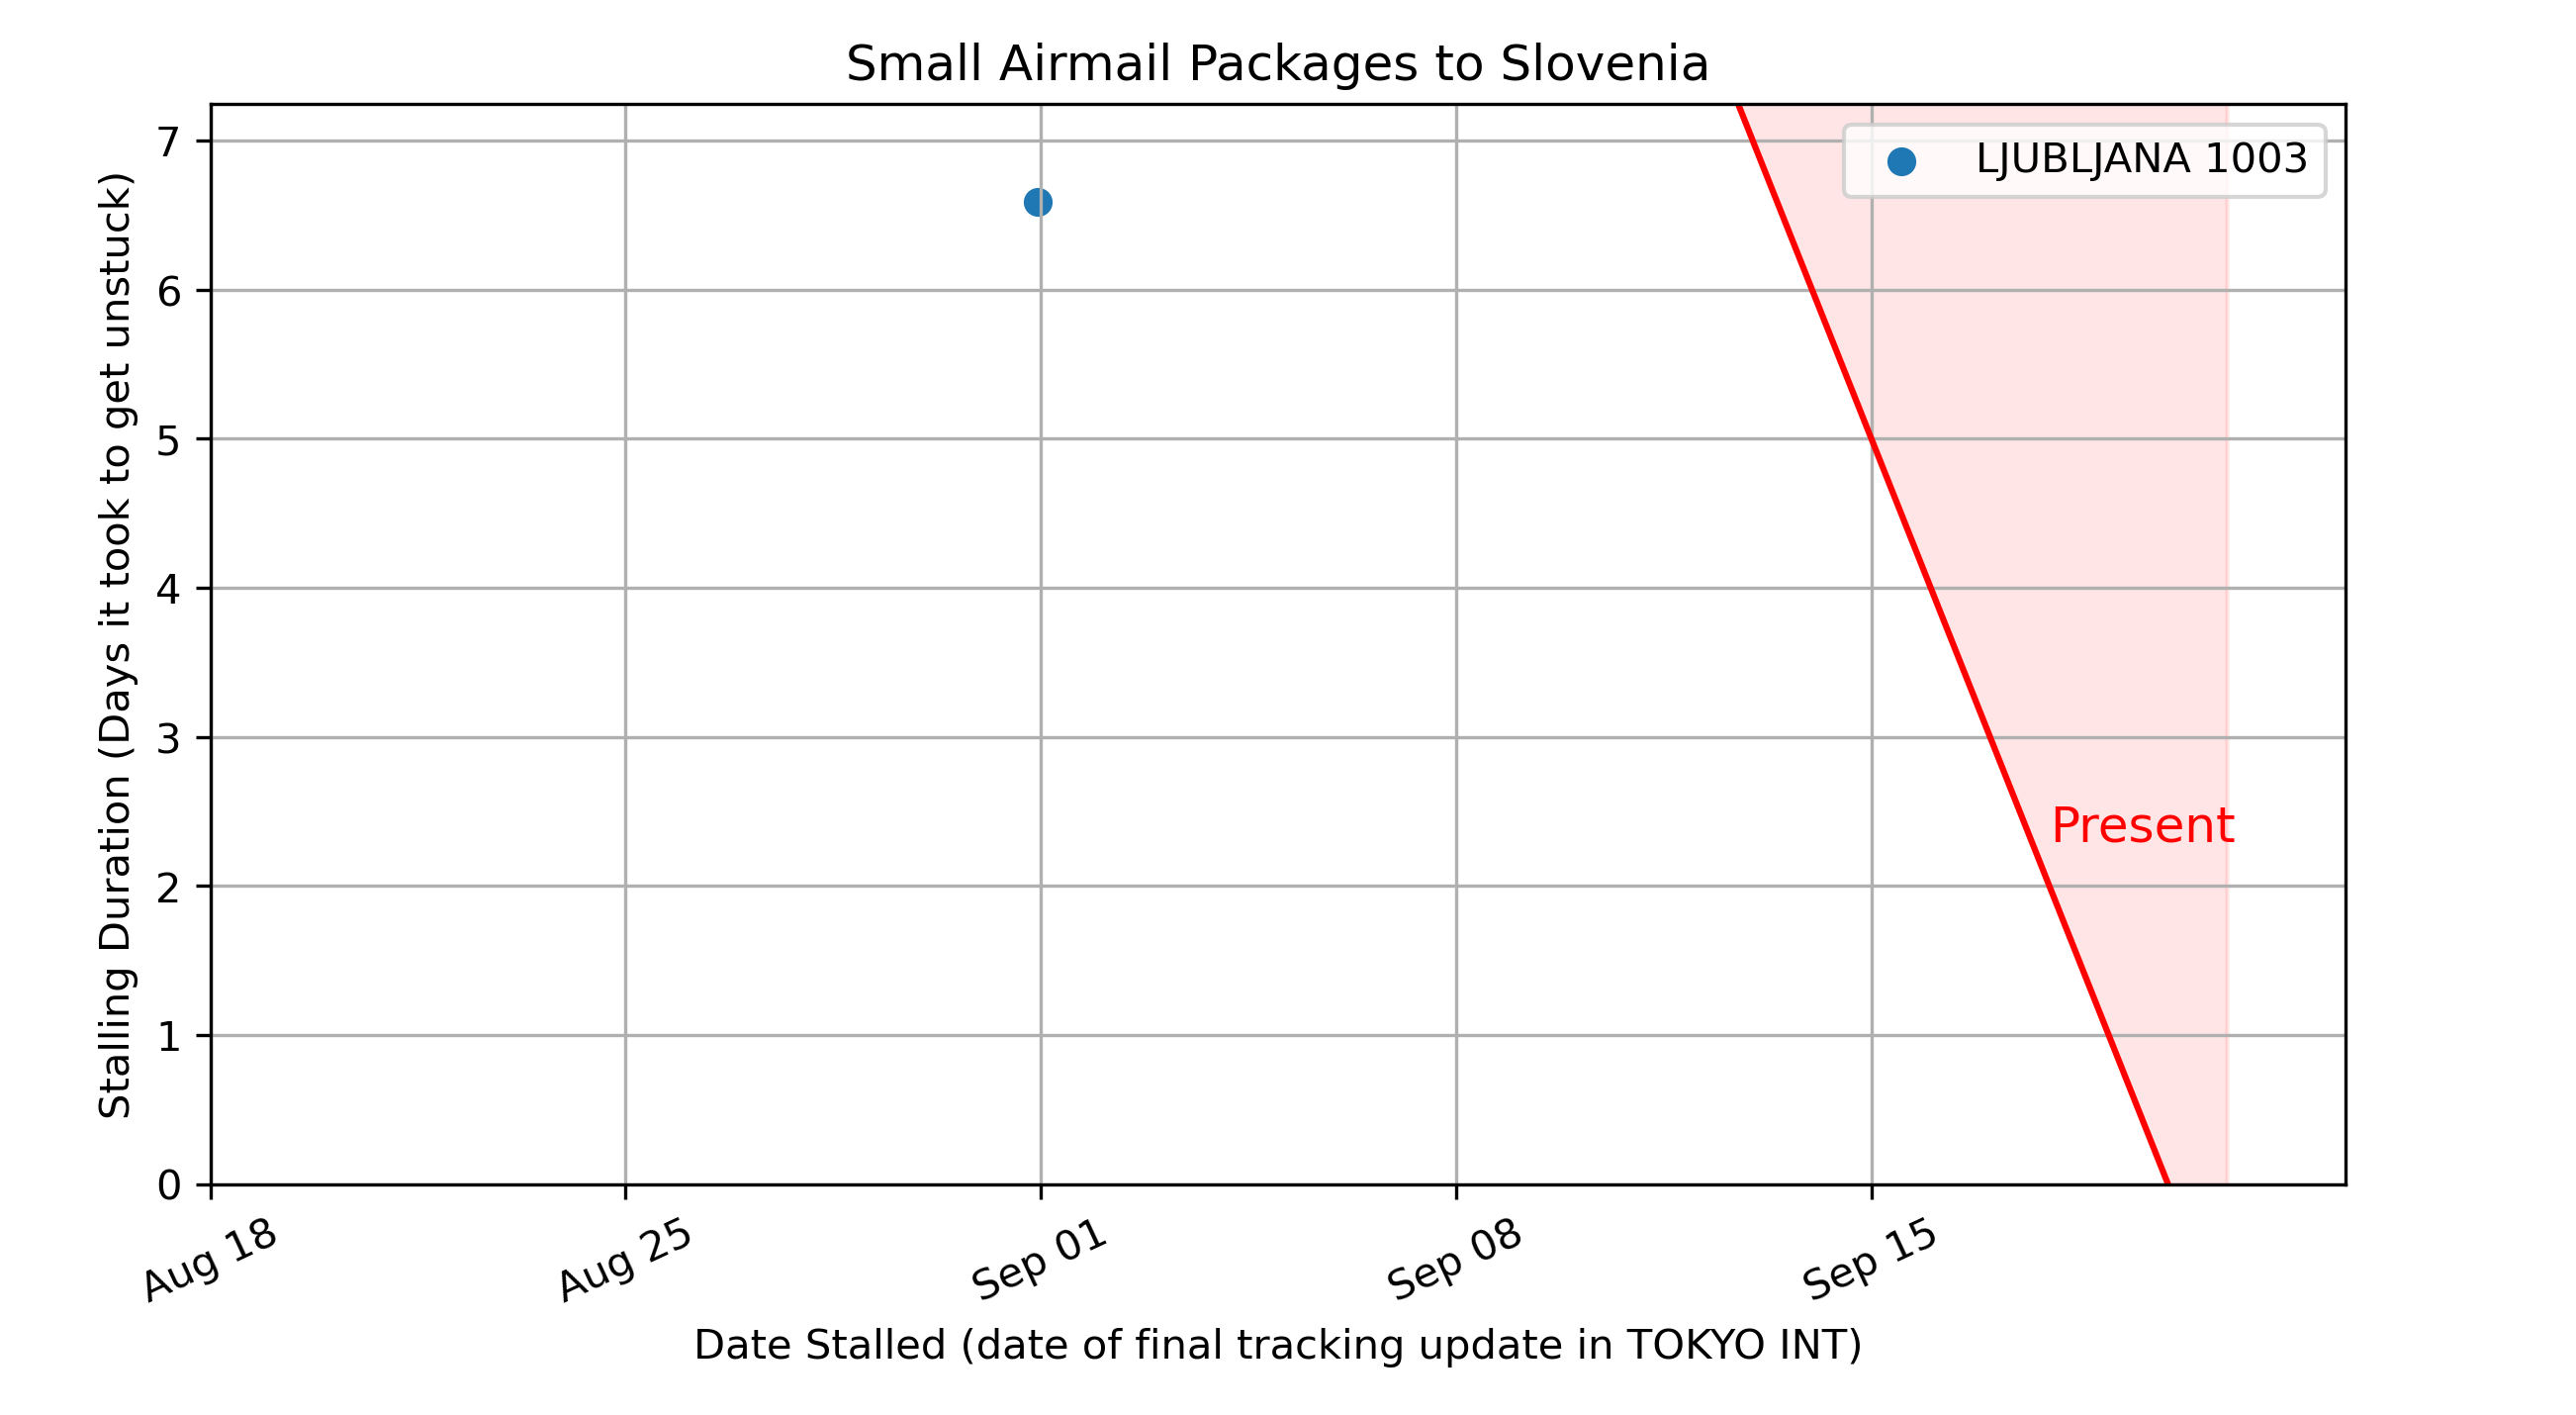 Small Airmail Packages to Slovenia
LJUBLJANA 1003
Stalling Duration (Days it took to get unstuck)
7
6
5
4
3
2
1
0
Present
Aug 18
Aug 25
Sep 01
Sep 08
Sep 15
Date Stalled (date of final tracking update in TOKYO INT)